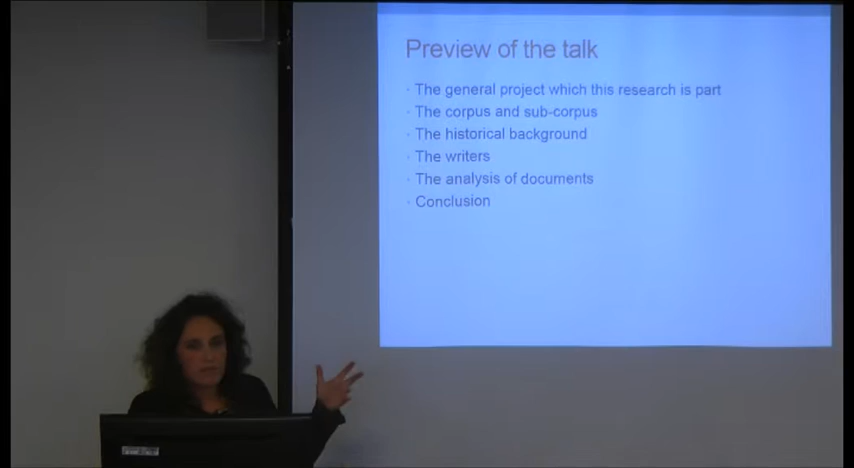 Preview of the talk
· The general project which this research is part
· The corpus and sub-corpus
· The historical background
· The writers
· The analysis of documents
· Conclusion